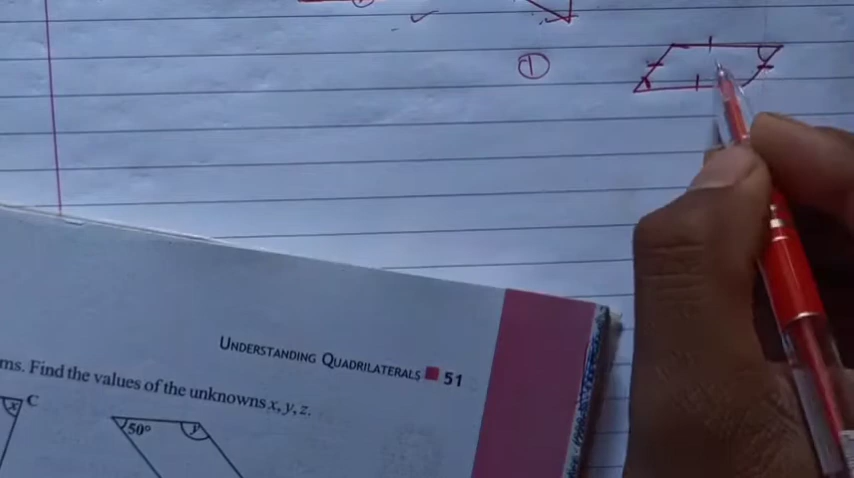 ①
UNDERSTANDING QUADRILATERALS 51
ms. Find the values of the unknowns x, y, z.
x C
50° y